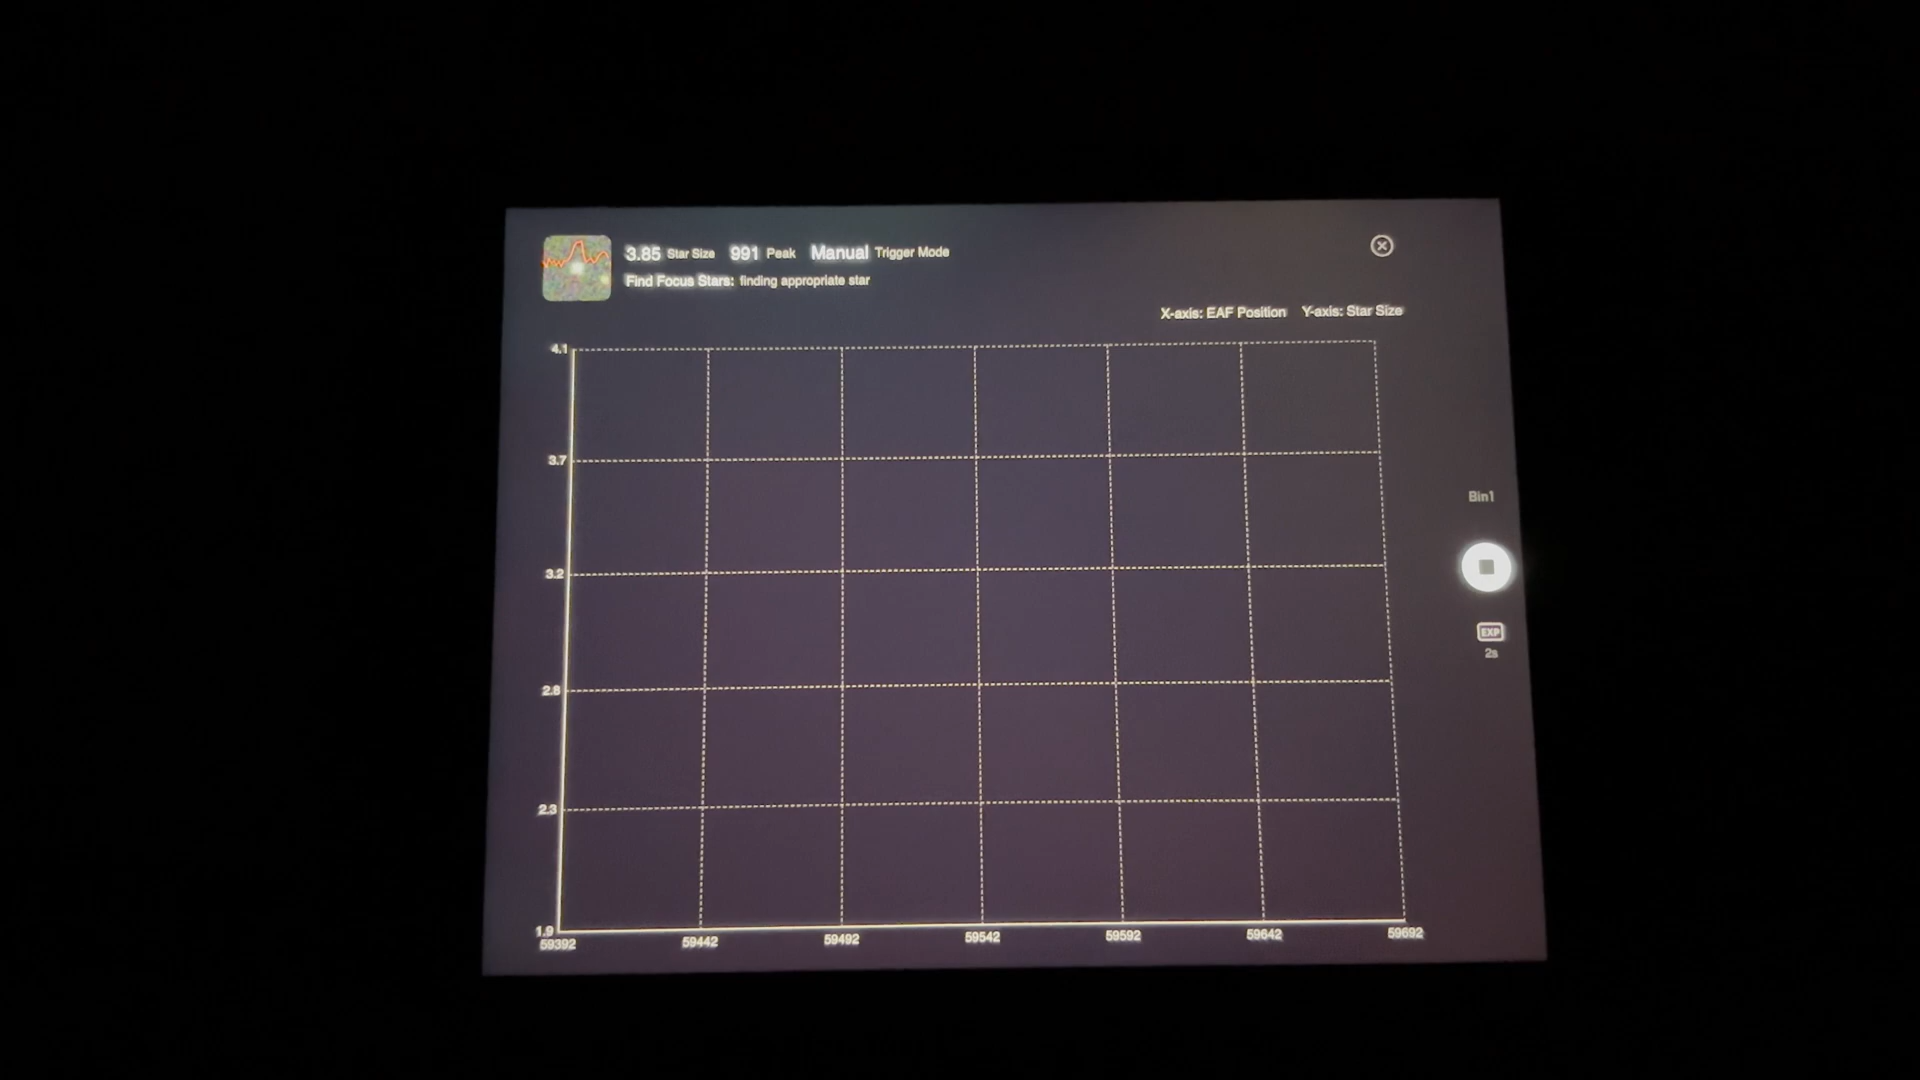 3.85 Star Size 991 Peak Manual Trigger Mode
Find Focus Stars: finding appropriate star
X-axis: EAF Position Y-axis: Star Size
4.1
3.7
3.2
2.8
2.3
1.9
59392 59442 59492 59542 59592 59642 59692
Bin1
EXP
2s